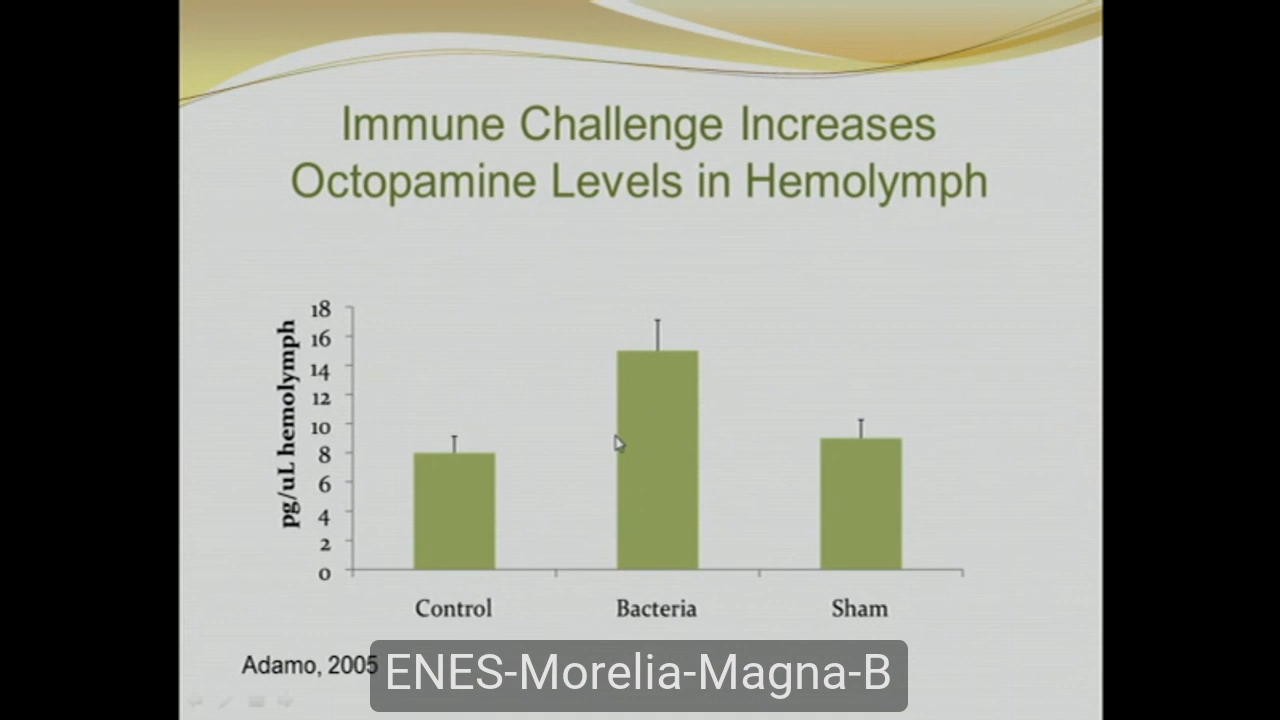 Immune Challenge Increases
Octopamine Levels in Hemolymph
pg/uL hemolymph
18
16
14
12
10
8
6
4
2
0
Control
Bacteria
Sham
Adamo, 2005
ENES-Morelia-Magna-B